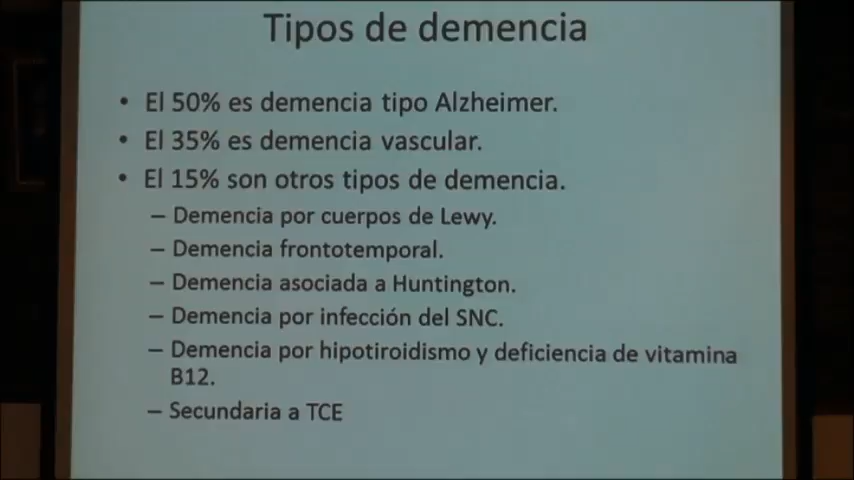 Tipos de demencia
• El 50% es demencia tipo Alzheimer.
• El 35% es demencia vascular.
• El 15% son otros tipos de demencia.
– Demencia por cuerpos de Lewy.
– Demencia frontotemporal.
– Demencia asociada a Huntington.
– Demencia por infección del SNC.
– Demencia por hipotiroidismo y deficiencia de vitamina
B12.
– Secundaria a TCE